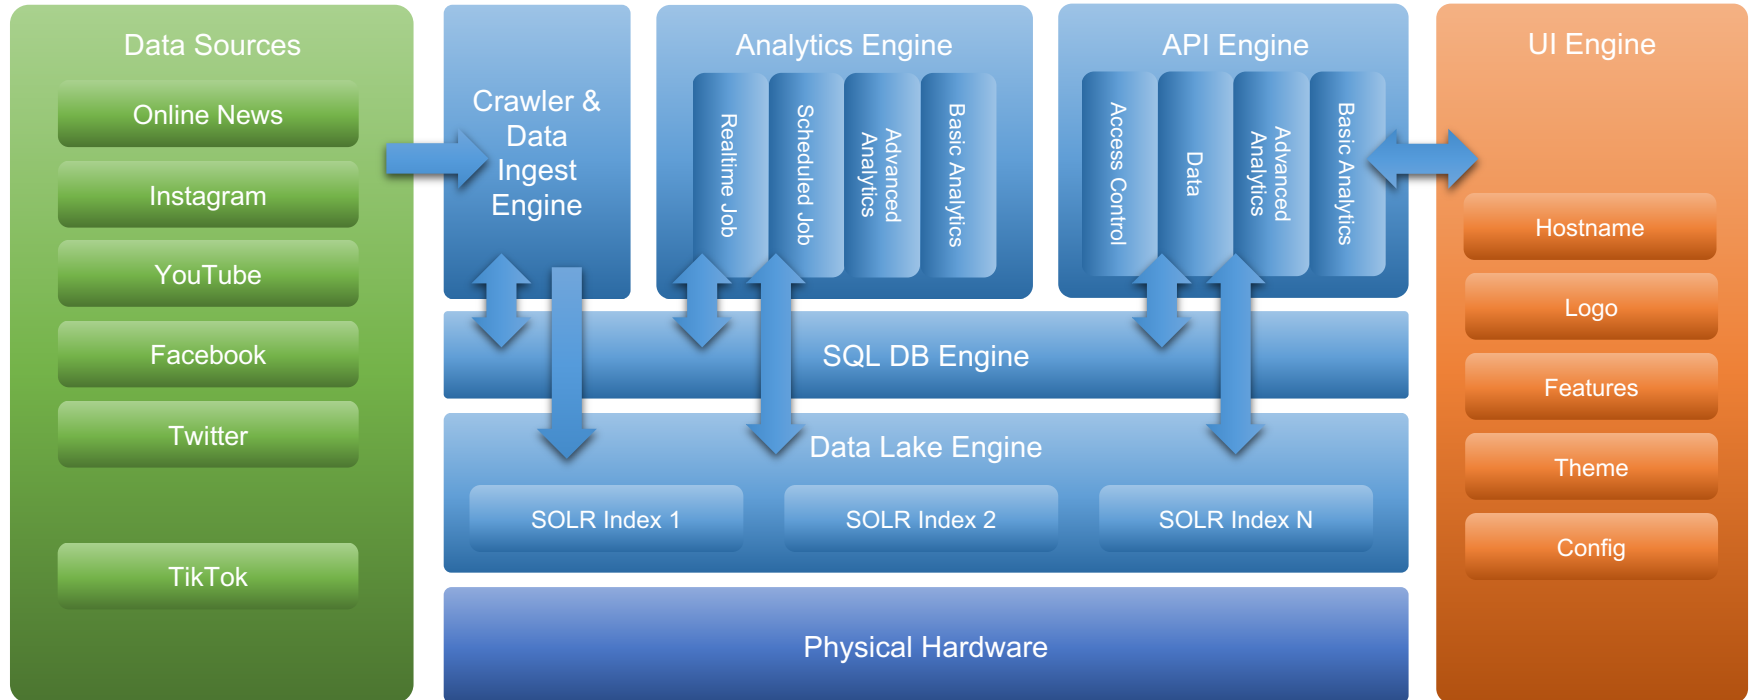 Data Sources
Online News
Instagram
YouTube
Facebook
Twitter
TikTok
Crawler &
Data
Ingest
Engine
Analytics Engine
Realtime Job
Scheduled Job
Advanced
Analytics
Basic Analytics
API Engine
Access Control
Data
Advanced
Analytics
Basic Analytics
SQL DB Engine
Data Lake Engine
SOLR Index 1
SOLR Index 2
SOLR Index N
Physical Hardware
UI Engine
Hostname
Logo
Features
Theme
Config